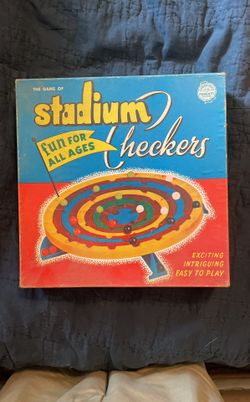 THE GAME OF
Stadium
Checkers
fun FOR
ALL AGES
EXCITING
INTRIGUING
EASY TO PLAY